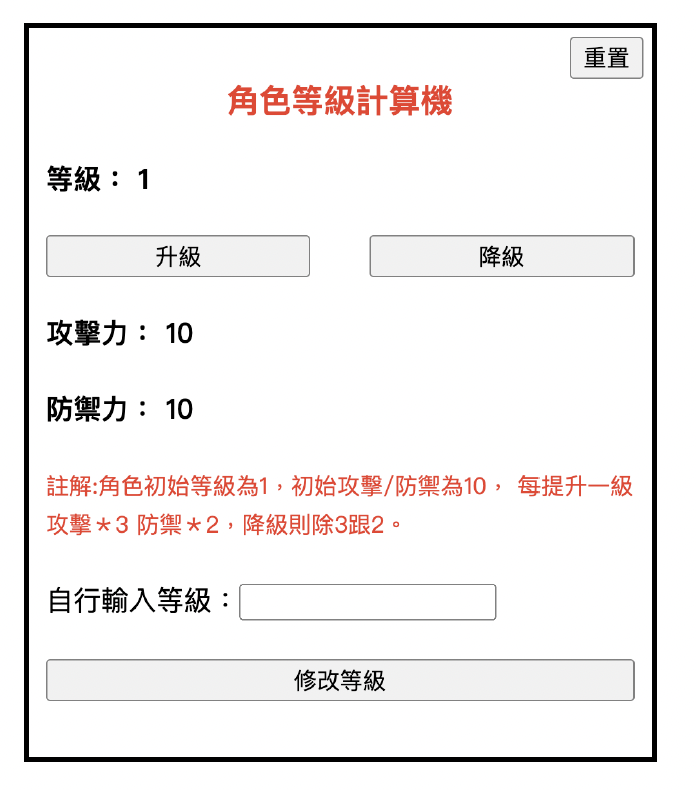 重置
角色等級計算機
等級： 1
升級
降級
攻擊力： 10
防禦力： 10
註解:角色初始等級為1，初始攻擊/防禦為10， 每提升一級
攻擊＊3 防禦＊2，降級則除3跟2。
自行輸入等級：
修改等級